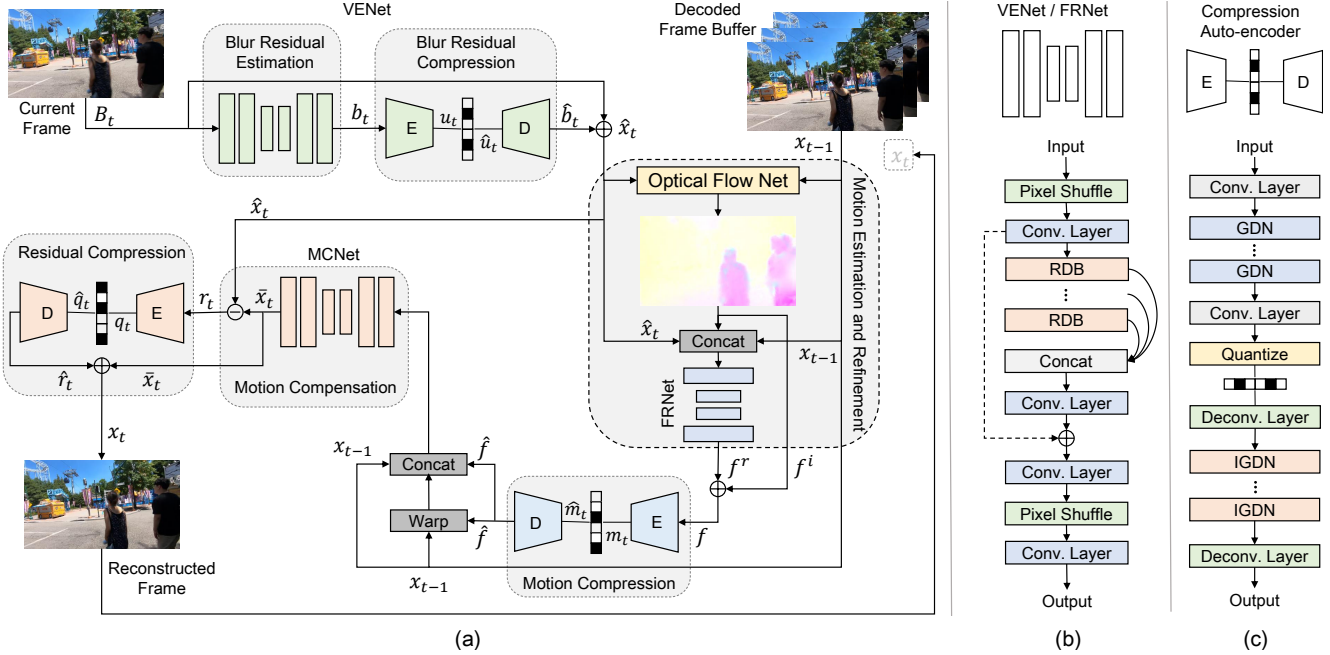 VENet
Decoded
Frame Buffer
VENet / FRNet
Compression
Auto-encoder
Blur Residual
Estimation
Blur Residual
Compression
Current
Frame
B_t
b_t
E
u_t
û_t
D
b̂_t
x̂_t
x_{t-1}
x_t
E
D
Optical Flow Net
Motion Estimation and Refinement
x̂_t
Residual Compression
MCNet
D
q̂_t
q_t
E
r_t
x̄_t
r̂_t
x̄_t
Motion Compensation
x̂_t
Concat
x_{t-1}
FRNet
x_t
x_{t-1}
Concat
f̂
f^r
f^i
Warp
f̂
D
m̂_t
m_t
E
f
x_{t-1}
Motion Compression
Reconstructed
Frame
(a)
Input
Pixel Shuffle
Conv. Layer
RDB
⋮
RDB
Concat
Conv. Layer
Conv. Layer
Pixel Shuffle
Conv. Layer
Output
(b)
Input
Conv. Layer
GDN
⋮
GDN
Conv. Layer
Quantize
Deconv. Layer
IGDN
⋮
IGDN
Deconv. Layer
Output
(c)